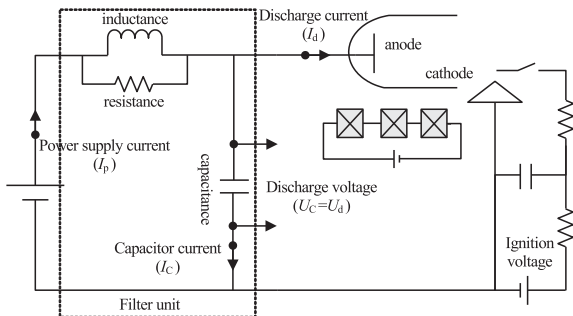 inductance
resistance
Power supply current
(Ip)
capacitance
Capacitor current
(IC)
Filter unit
Discharge current
(Id)
anode
cathode
Discharge voltage
(UC=Ud)
Ignition
voltage